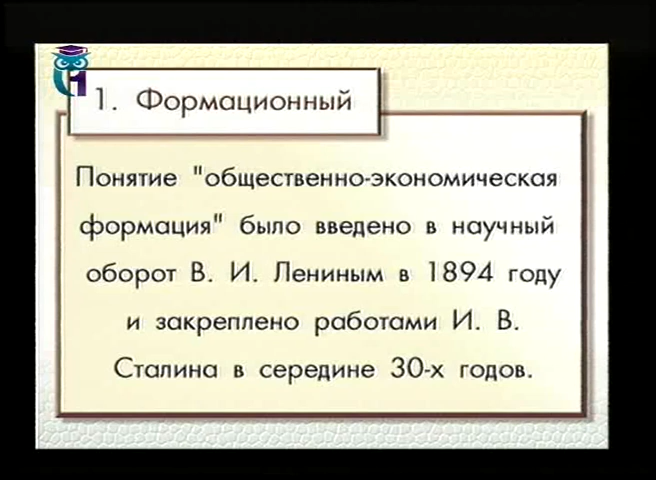 1. Формационный
Понятие "общественно-экономическая
формация" было введено в научный
оборот В. И. Лениным в 1894 году
и закреплено работами И. В.
Сталина в середине 30-х годов.